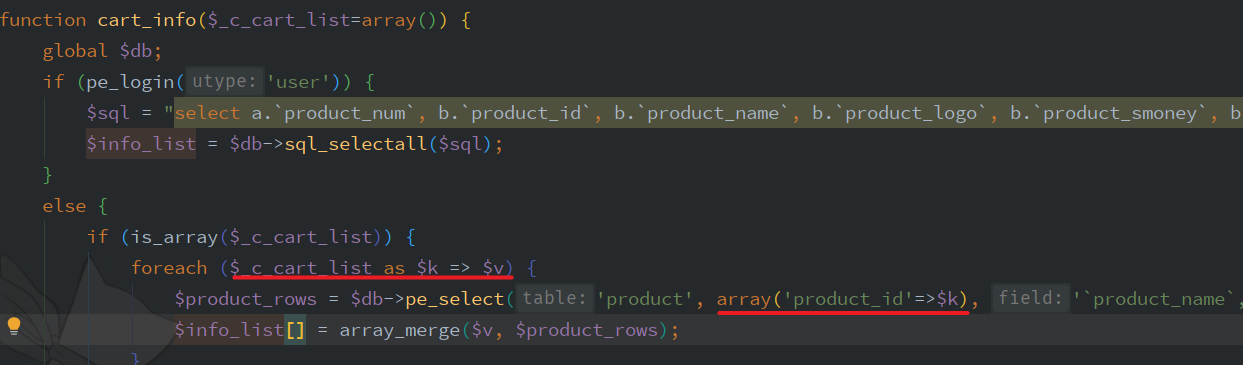 function cart_info($_c_cart_list=array()) {
global $db;
if (pe_login( utype: 'user')) {
$sql = "select a.`product_num`, b.`product_id`, b.`product_name`, b.`product_logo`, b.`product_smoney`, b
$info_list = $db->sql_selectall($sql);
}
else {
if (is_array($_c_cart_list)) {
foreach ($_c_cart_list as $k => $v) {
$product_rows = $db->pe_select( table: 'product', array('product_id'=>$k), field: '`product_name`,
$info_list[] = array_merge($v, $product_rows);
}